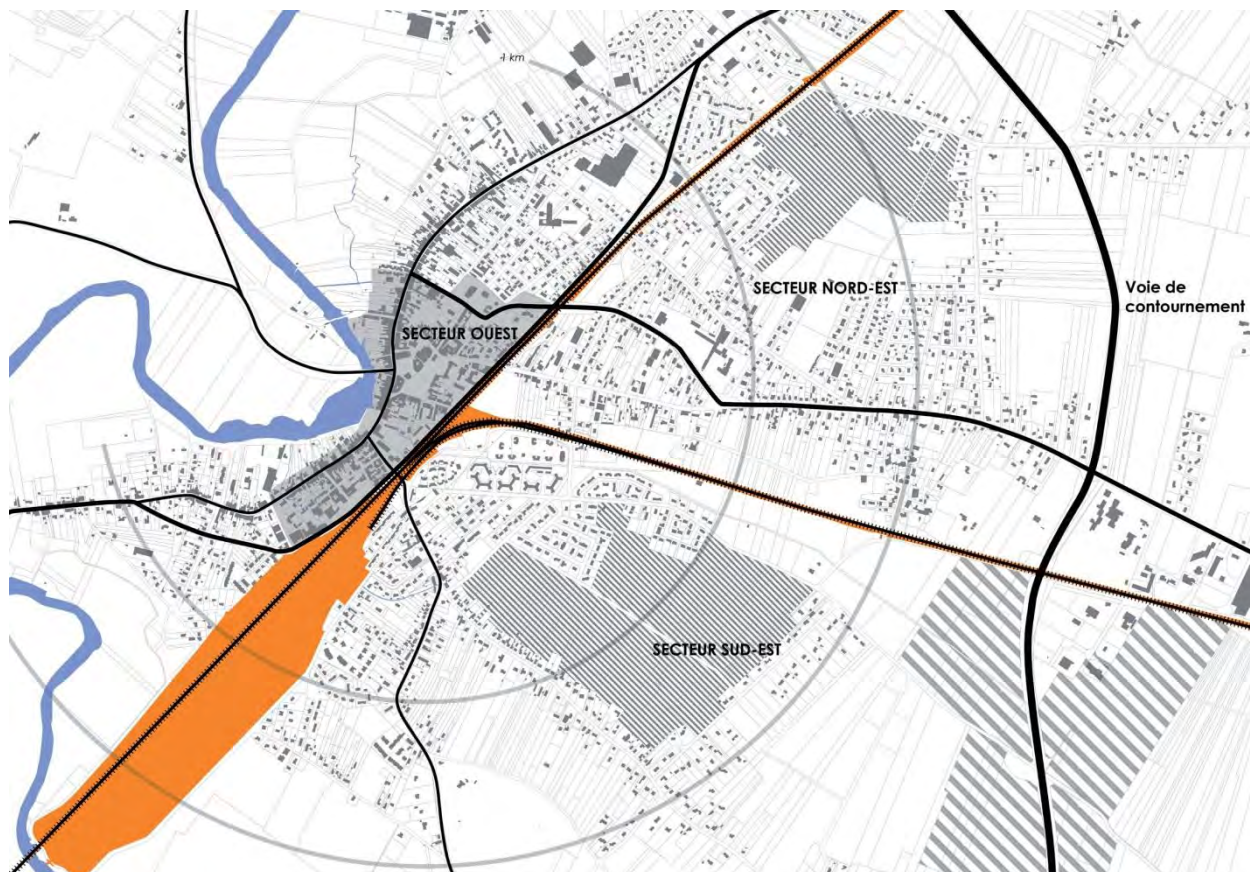 1 km
SECTEUR NORD-EST
Voie de
contournement
SECTEUR OUEST
SECTEUR SUD-EST